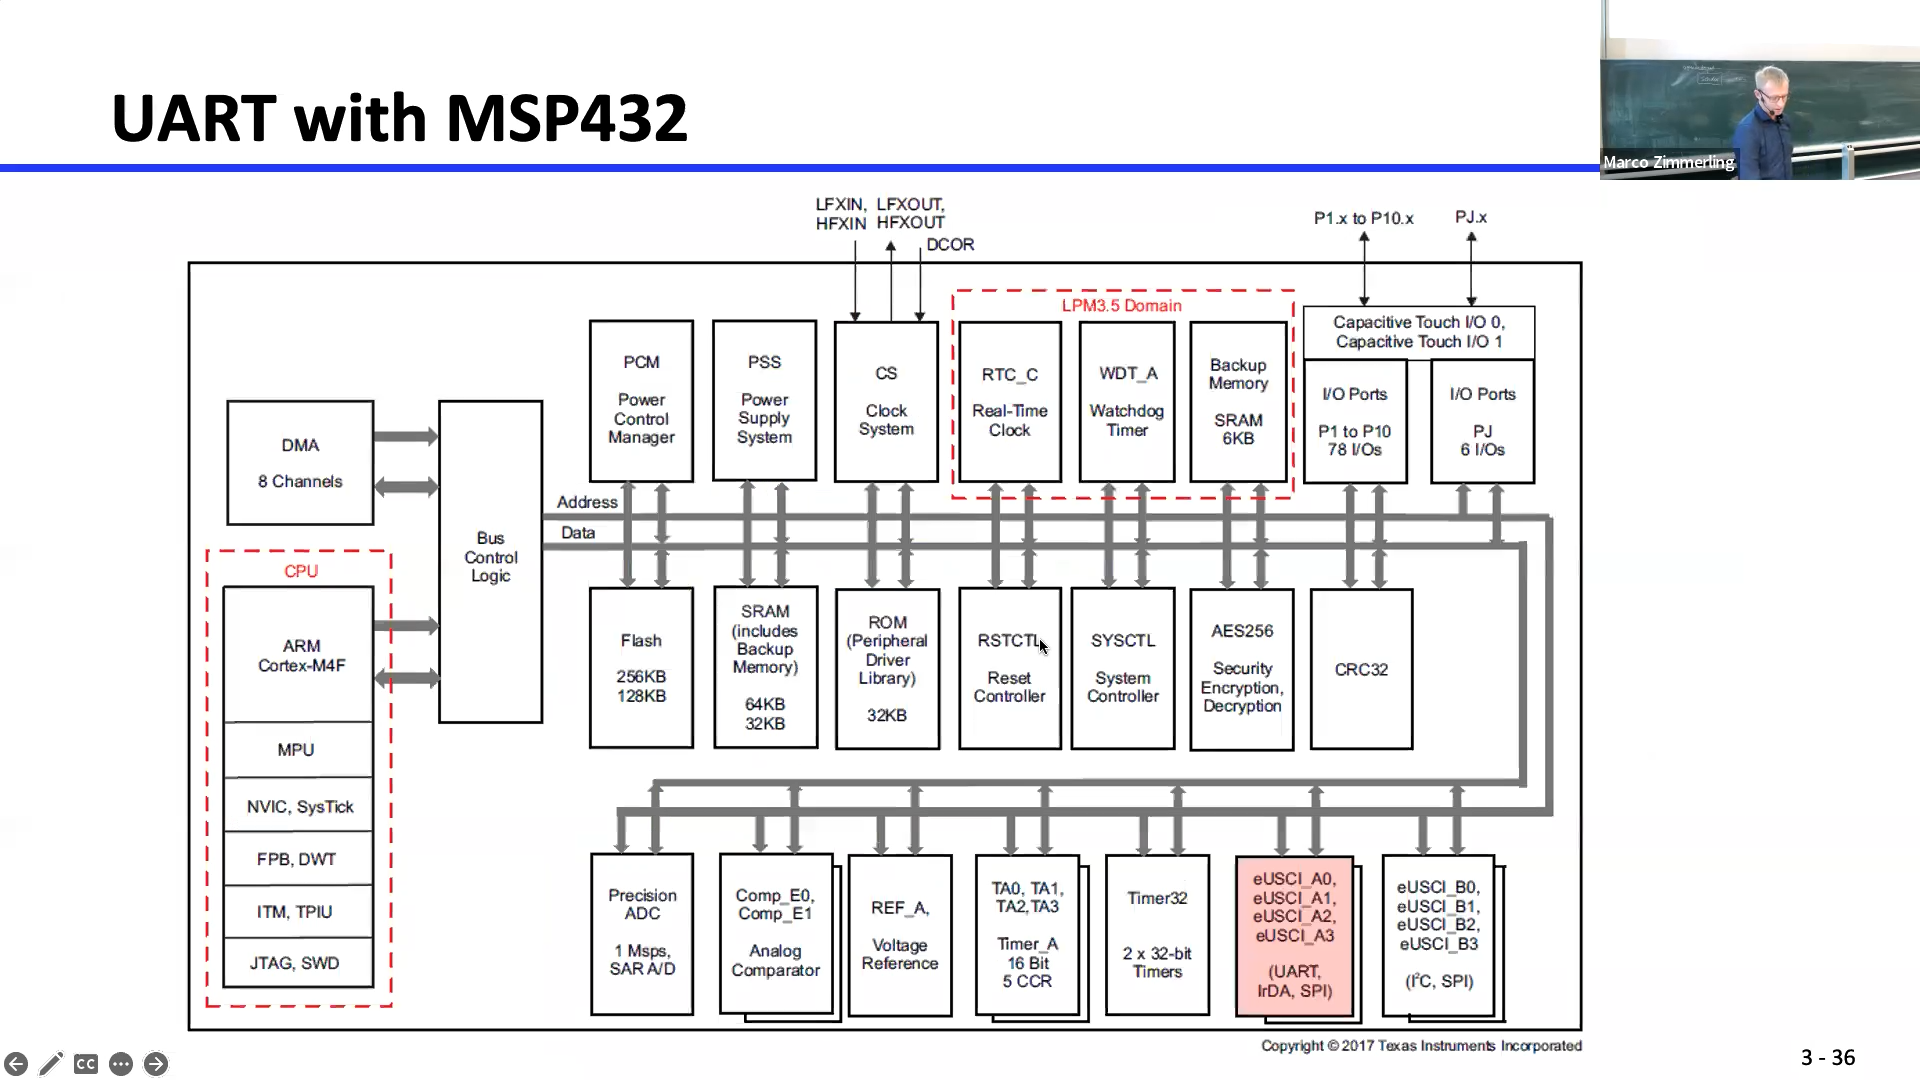 UART with MSP432
Marco Zimmerling
LFXIN, LFXOUT,
HFXIN HFXOUT
DCOR
P1.x to P10.x
PJ.x
LPM3.5 Domain
Capacitive Touch I/O 0,
Capacitive Touch I/O 1
PCM
Power
Control
Manager
PSS
Power
Supply
System
CS
Clock
System
RTC_C
Real-Time
Clock
WDT_A
Watchdog
Timer
Backup
Memory
SRAM
6KB
I/O Ports
P1 to P10
78 I/Os
I/O Ports
PJ
6 I/Os
DMA
8 Channels
Bus
Control
Logic
Address
Data
CPU
ARM
Cortex-M4F
MPU
NVIC, SysTick
FPB, DWT
ITM, TPIU
JTAG, SWD
Flash
256KB
128KB
SRAM
(includes
Backup
Memory)
64KB
32KB
ROM
(Peripheral
Driver
Library)
32KB
RSTCTL
Reset
Controller
SYSCTL
System
Controller
AES256
Security
Encryption,
Decryption
CRC32
Precision
ADC
1 Msps,
SAR A/D
Comp_E0,
Comp_E1
Analog
Comparator
REF_A,
Voltage
Reference
TA0, TA1,
TA2,TA3
Timer_A
16 Bit
5 CCR
Timer32
2 x 32-bit
Timers
eUSCI_A0,
eUSCI_A1,
eUSCI_A2,
eUSCI_A3
(UART,
IrDA, SPI)
eUSCI_B0,
eUSCI_B1,
eUSCI_B2,
eUSCI_B3
(I²C, SPI)
Copyright © 2017 Texas Instruments Incorporated
CC
3 - 36